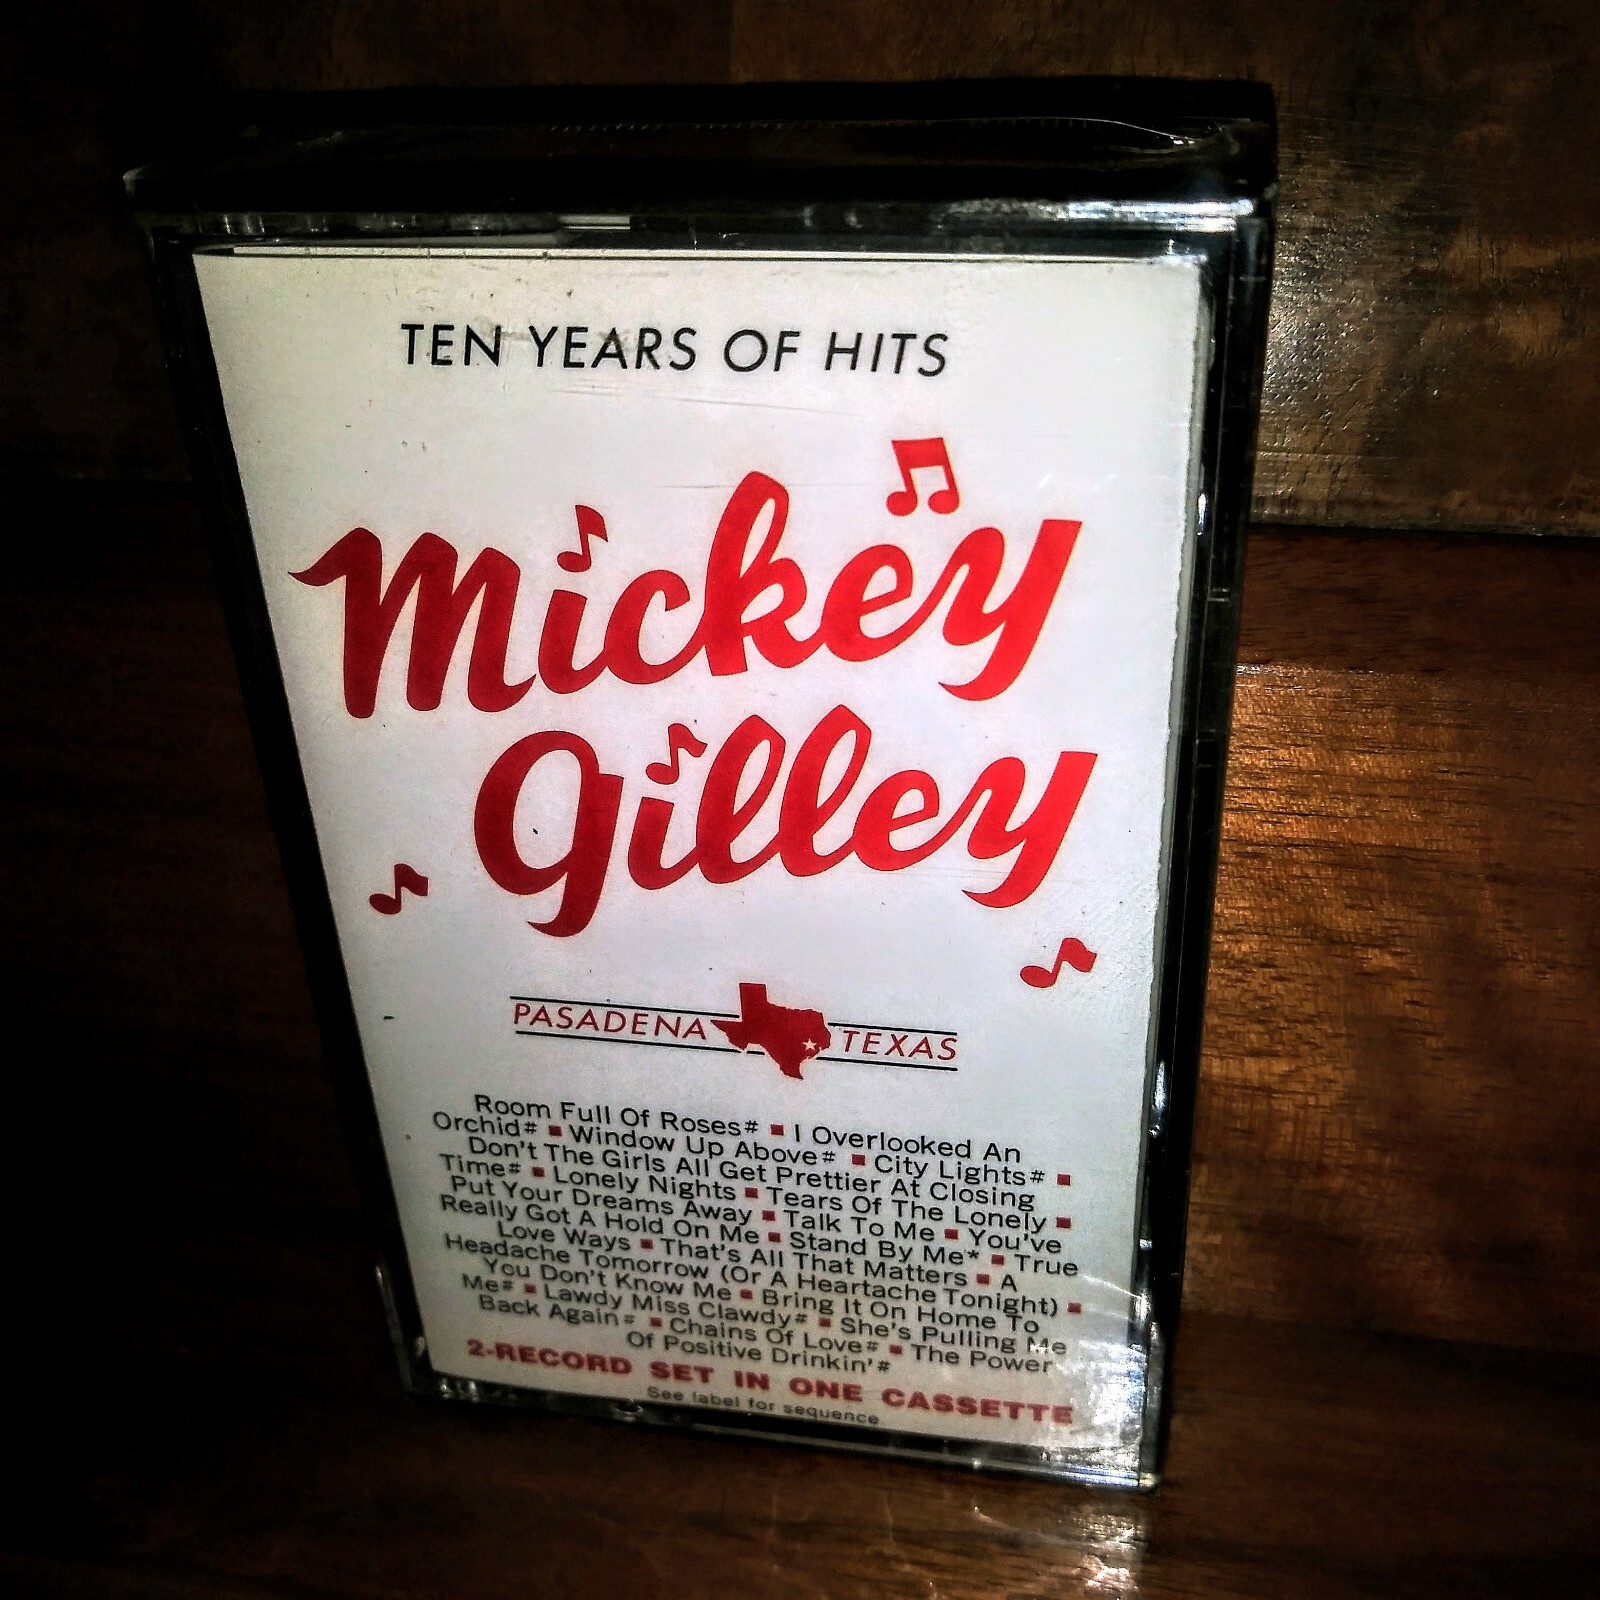 TEN YEARS OF HITS
Mickey
Gilley
PASADENA TEXAS
Room Full Of Roses# ▪ I Overlooked An
Orchid# ▪ Window Up Above# ▪ City Lights# ▪
Don't The Girls All Get Prettier At Closing
Time# ▪ Lonely Nights ▪ Tears Of The Lonely ▪
Put Your Dreams Away ▪ Talk To Me ▪ You've
Really Got A Hold On Me ▪ Stand By Me* ▪ True
Love Ways ▪ That's All That Matters ▪ A
Headache Tomorrow (Or A Heartache Tonight) ▪
You Don't Know Me ▪ Bring It On Home To
Me# ▪ Lawdy Miss Clawdy# ▪ She's Pulling Me
Back Again# ▪ Chains Of Love# ▪ The Power
Of Positive Drinkin'#
2-RECORD SET IN ONE CASSETTE
See label for sequence